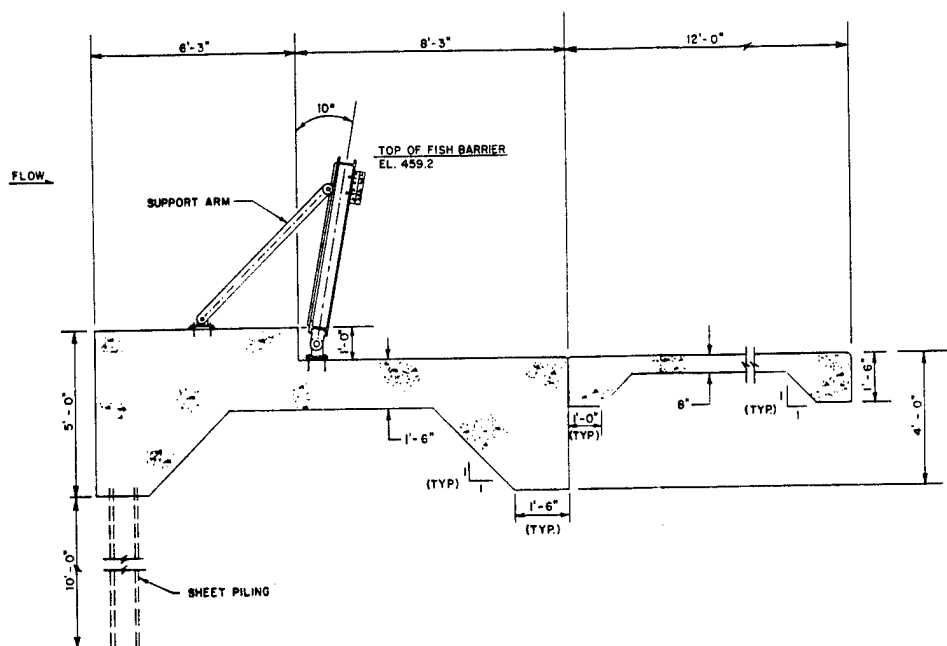 6'-3"
8'-3"
12'-0"
10°
TOP OF FISH BARRIER
EL. 459.2
FLOW
SUPPORT ARM
1'-0"
5'-0"
8"
1
1
(TYP.)
1'-6"
4'-0"
1'-0"
(TYP)
1'-6"
1
1
(TYP)
1'-6"
(TYP.)
10'-0"
SHEET PILING